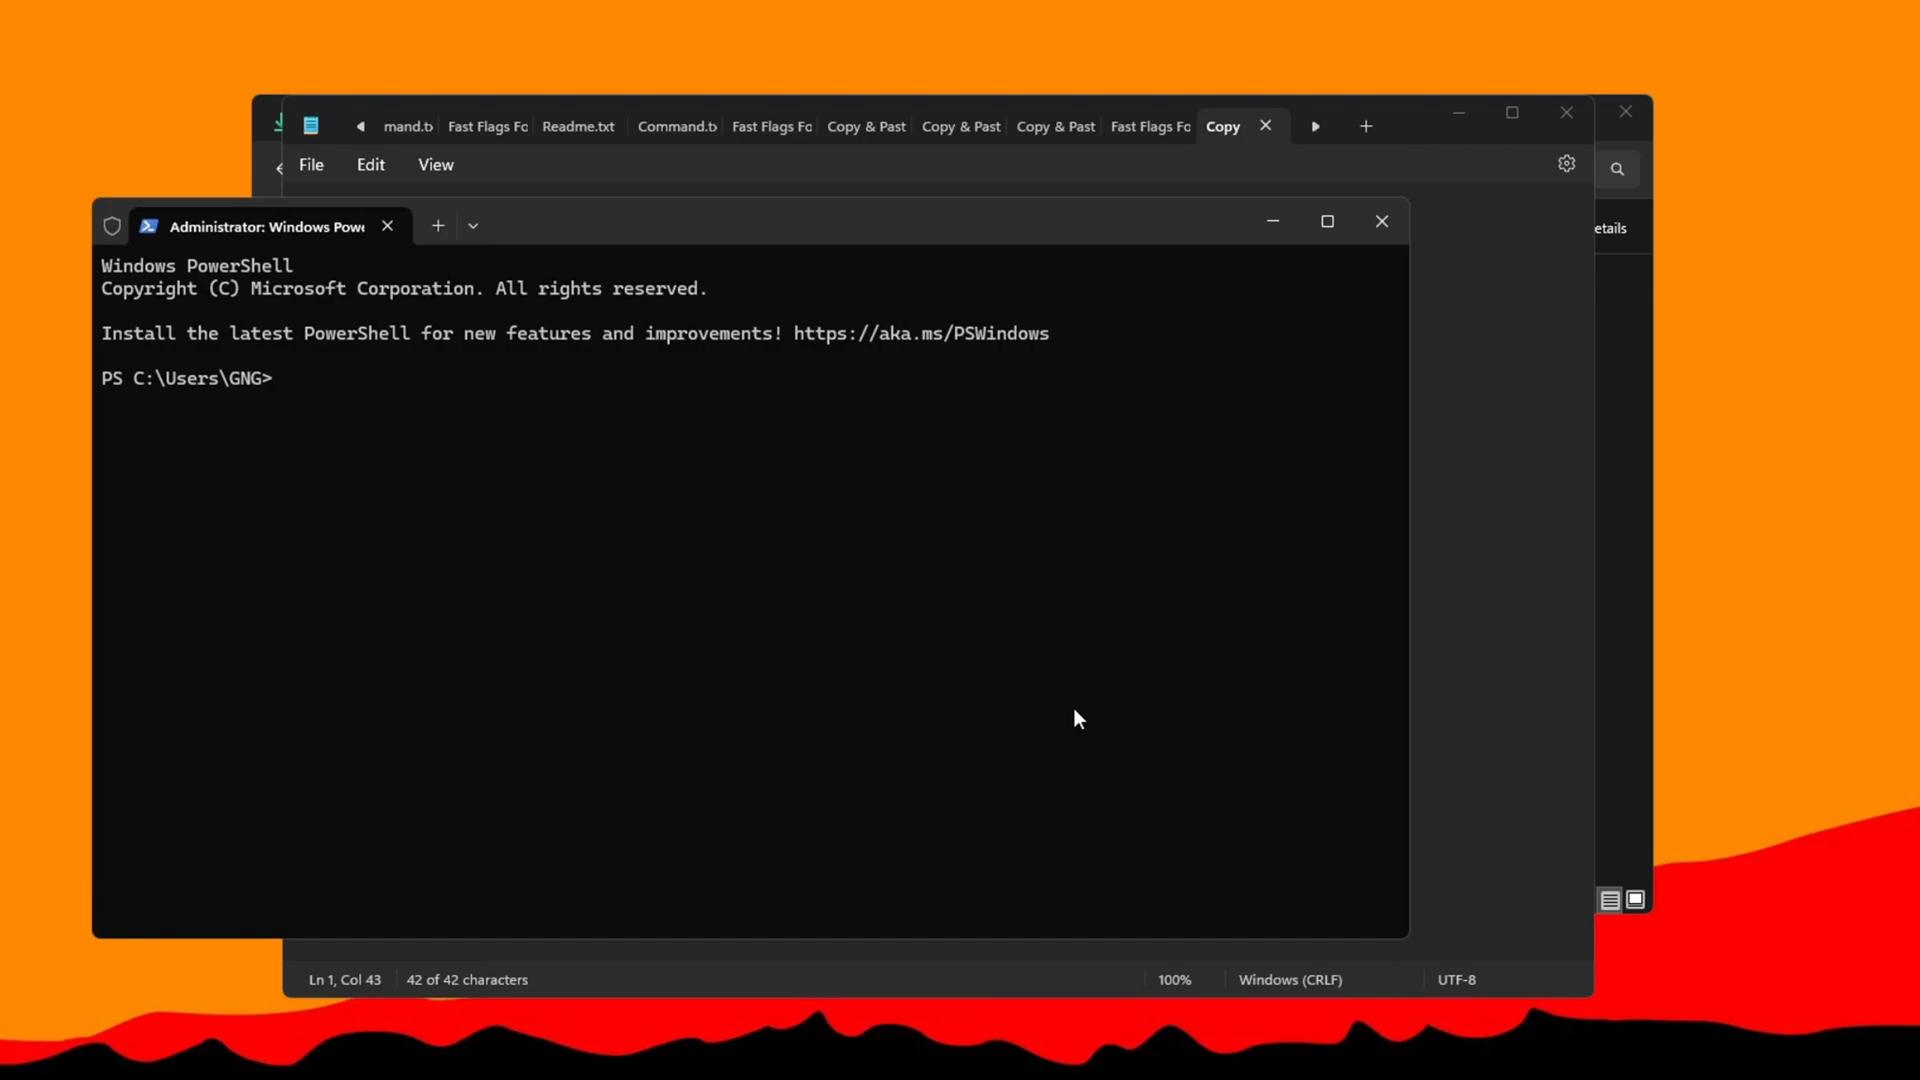 mand.tx Fast Flags Fo Readme.txt Command.tx Fast Flags Fo Copy & Past Copy & Past Copy & Past Fast Flags Fo Copy
File Edit View
Administrator: Windows Powe
etails
Windows PowerShell
Copyright (C) Microsoft Corporation. All rights reserved.
Install the latest PowerShell for new features and improvements! https://aka.ms/PSWindows
PS C:\Users\GNG>
Ln 1, Col 43 42 of 42 characters 100% Windows (CRLF) UTF-8